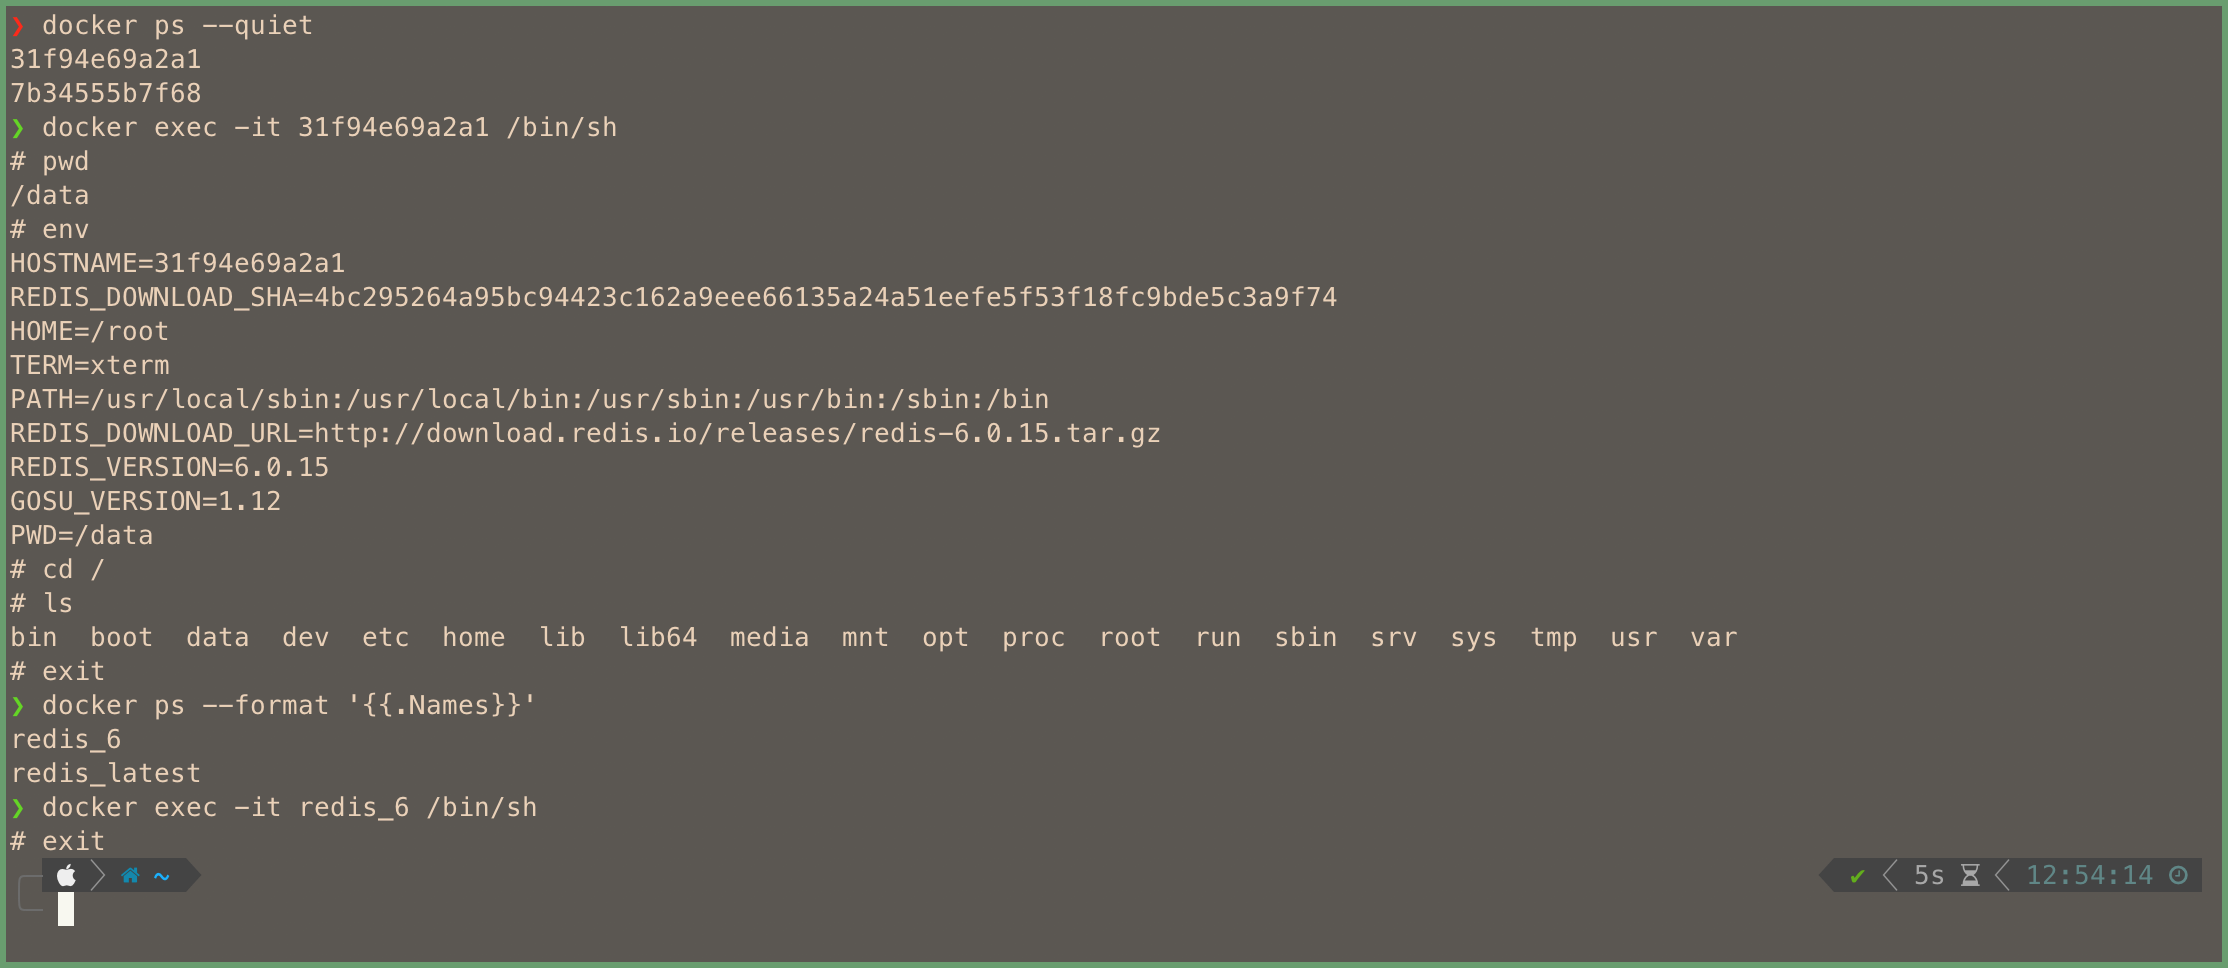 ❯ docker ps --quiet
31f94e69a2a1
7b34555b7f68
❯ docker exec -it 31f94e69a2a1 /bin/sh
# pwd
/data
# env
HOSTNAME=31f94e69a2a1
REDIS_DOWNLOAD_SHA=4bc295264a95bc94423c162a9eee66135a24a51eefe5f53f18fc9bde5c3a9f74
HOME=/root
TERM=xterm
PATH=/usr/local/sbin:/usr/local/bin:/usr/sbin:/usr/bin:/sbin:/bin
REDIS_DOWNLOAD_URL=http://download.redis.io/releases/redis-6.0.15.tar.gz
REDIS_VERSION=6.0.15
GOSU_VERSION=1.12
PWD=/data
# cd /
# ls
bin  boot  data  dev  etc  home  lib  lib64  media  mnt  opt  proc  root  run  sbin  srv  sys  tmp  usr  var
# exit
❯ docker ps --format '{{.Names}}'
redis_6
redis_latest
❯ docker exec -it redis_6 /bin/sh
# exit
~ ✔ 5s 12:54:14